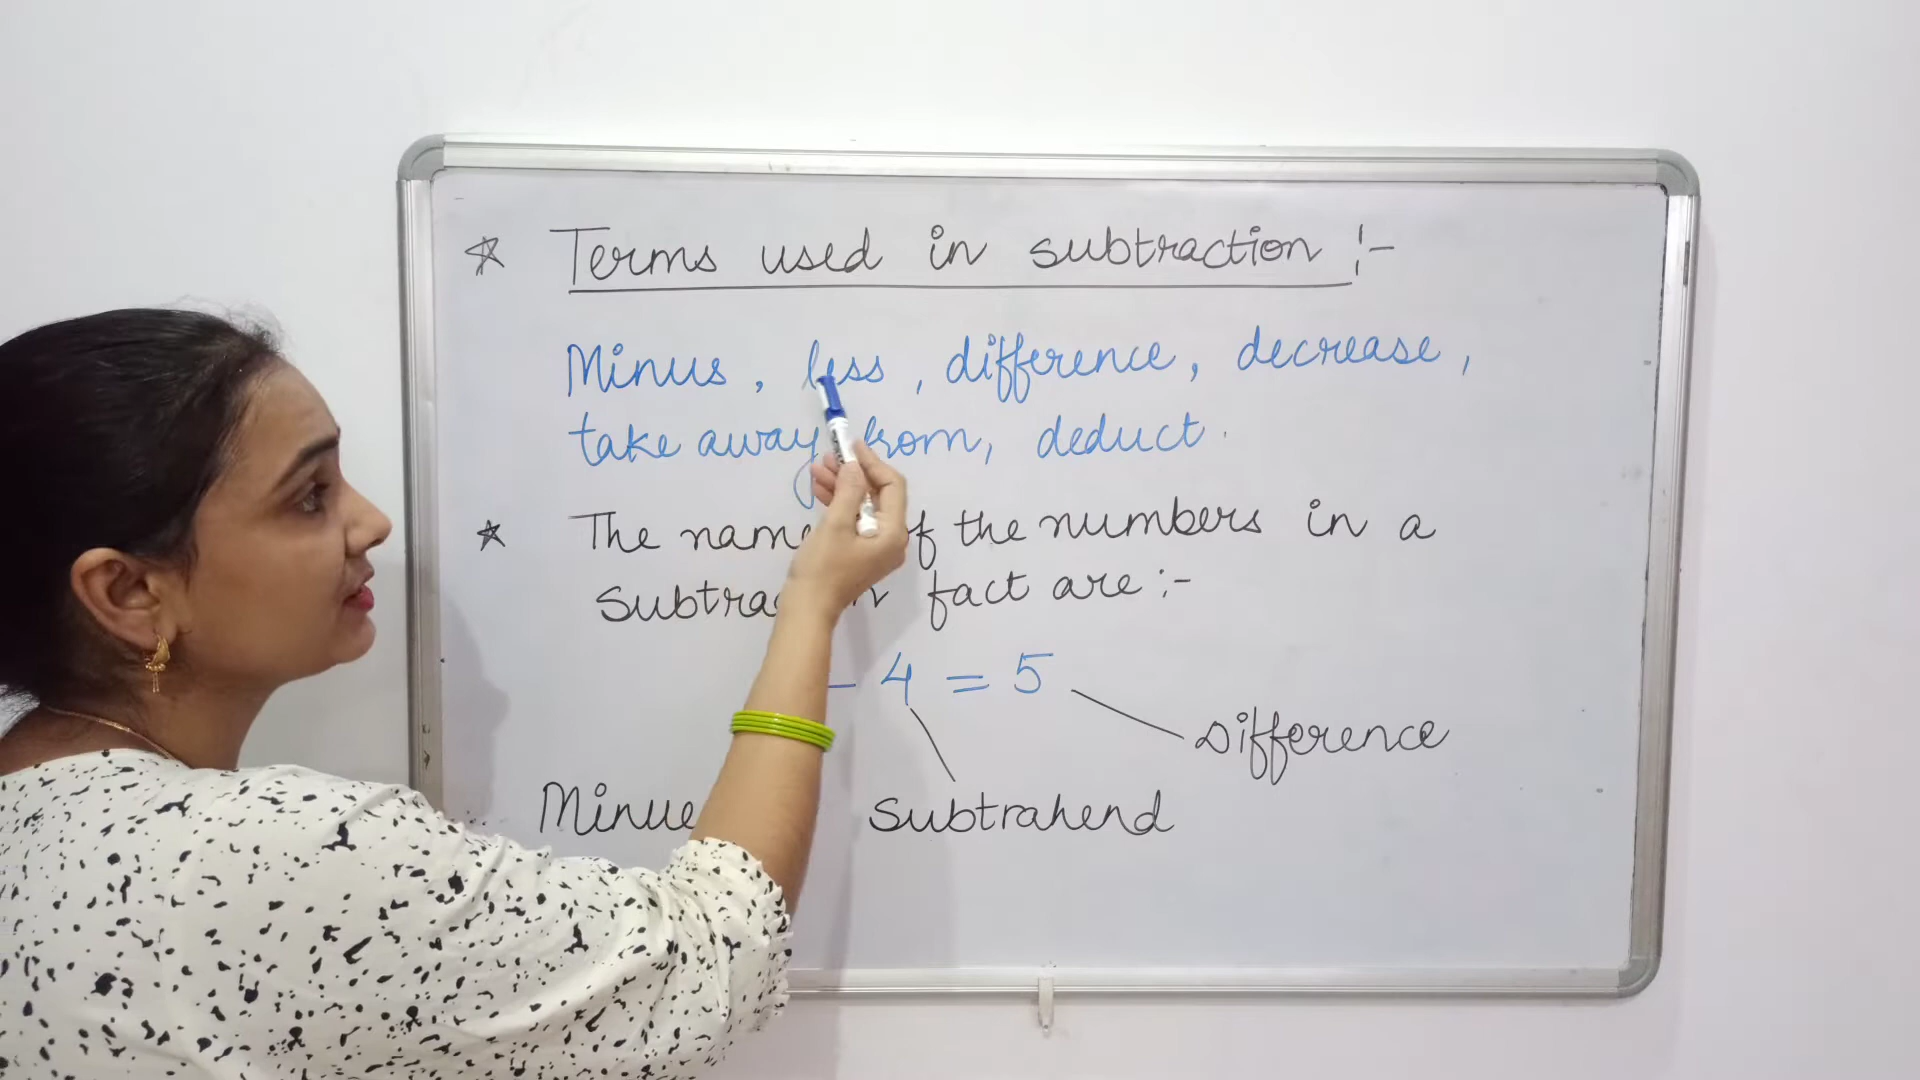 ☆ Terms used in subtraction :-
Minus, less, difference, decrease,
take away from, deduct.
☆ The name of the numbers in a
subtrac fact are :-
- 4 = 5
Difference
Minue Subtrahend